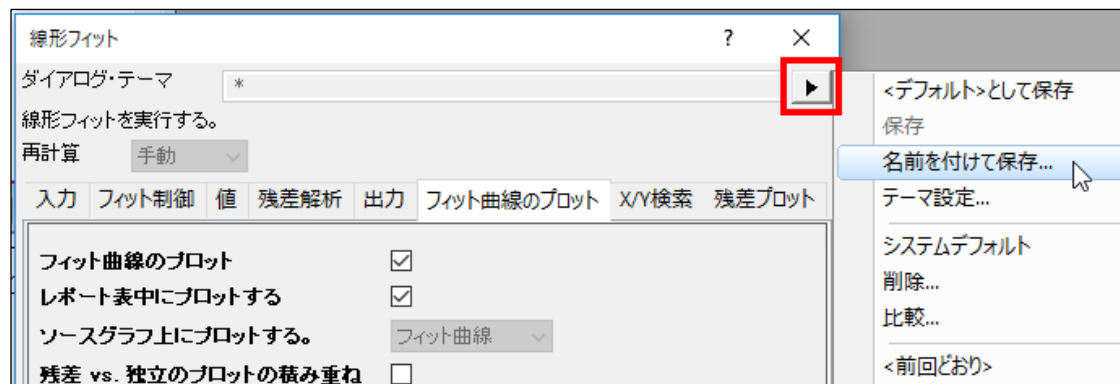 線形フィット ? ×
ダイアログ・テーマ *
線形フィットを実行する。
再計算 手動
入力 フィット制御 値 残差解析 出力 フィット曲線のプロット X/Y検索 残差プロット
フィット曲線のプロット
レポート表中にプロットする
ソースグラフ上にプロットする。 フィット曲線
残差 vs. 独立のプロットの積み重ね
<デフォルト>として保存
保存
名前を付けて保存...
テーマ設定...
システムデフォルト
削除...
比較...
<前回どおり>